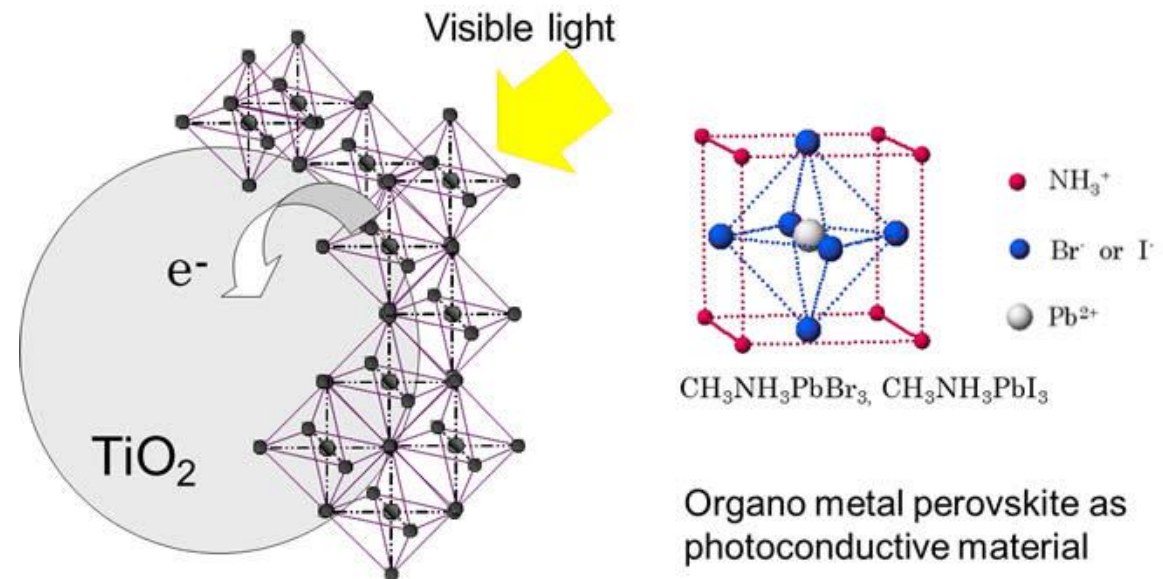 Visible light
e⁻
TiO₂
NH₃⁺
Br⁻ or I⁻
Pb²⁺
CH₃NH₃PbBr₃, CH₃NH₃PbI₃
Organo metal perovskite as
photoconductive material